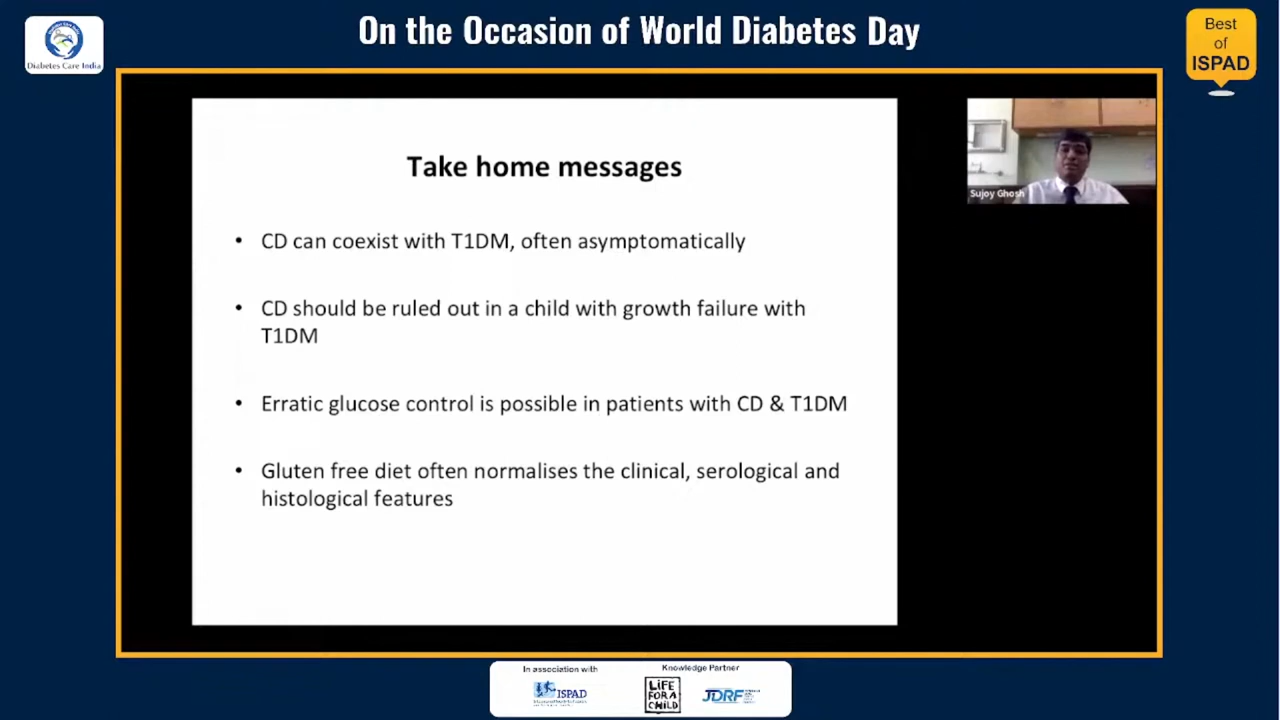 On the Occasion of World Diabetes Day
Diabetes Care India
Best
of
ISPAD
Take home messages
• CD can coexist with T1DM, often asymptomatically
• CD should be ruled out in a child with growth failure with
T1DM
• Erratic glucose control is possible in patients with CD & T1DM
• Gluten free diet often normalises the clinical, serological and
histological features
Sujoy Ghosh
In association with
ISPAD
Knowledge Partner
LiFE
FOR A
CHiLD
JDRF